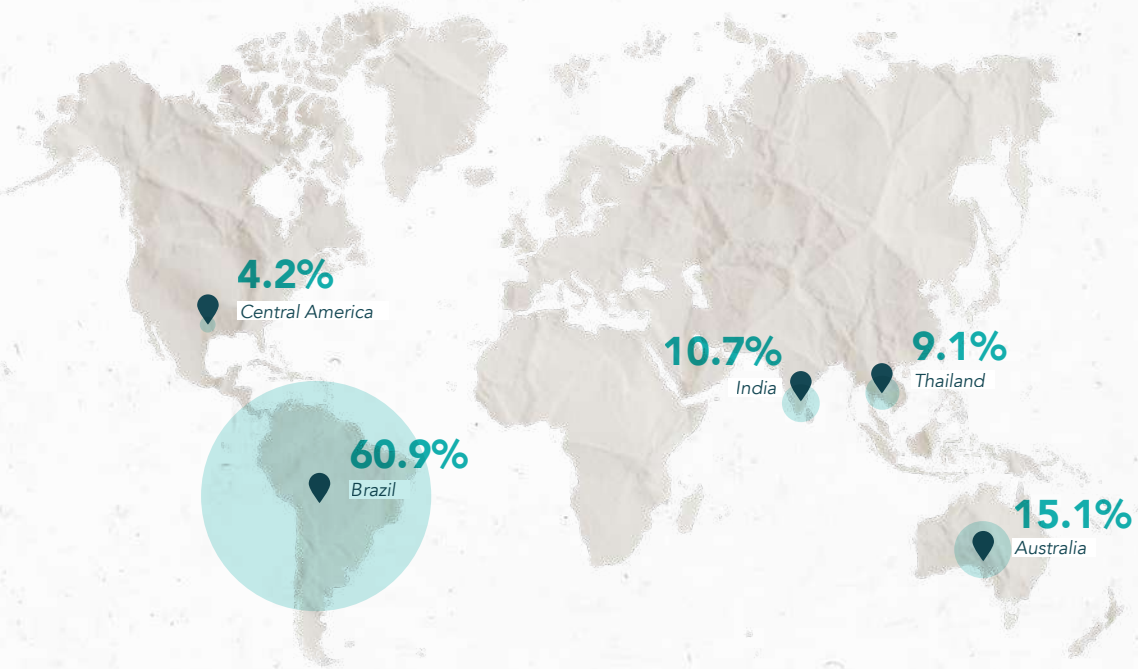 4.2%
Central America
10.7%
India
9.1%
Thailand
60.9%
Brazil
15.1%
Australia